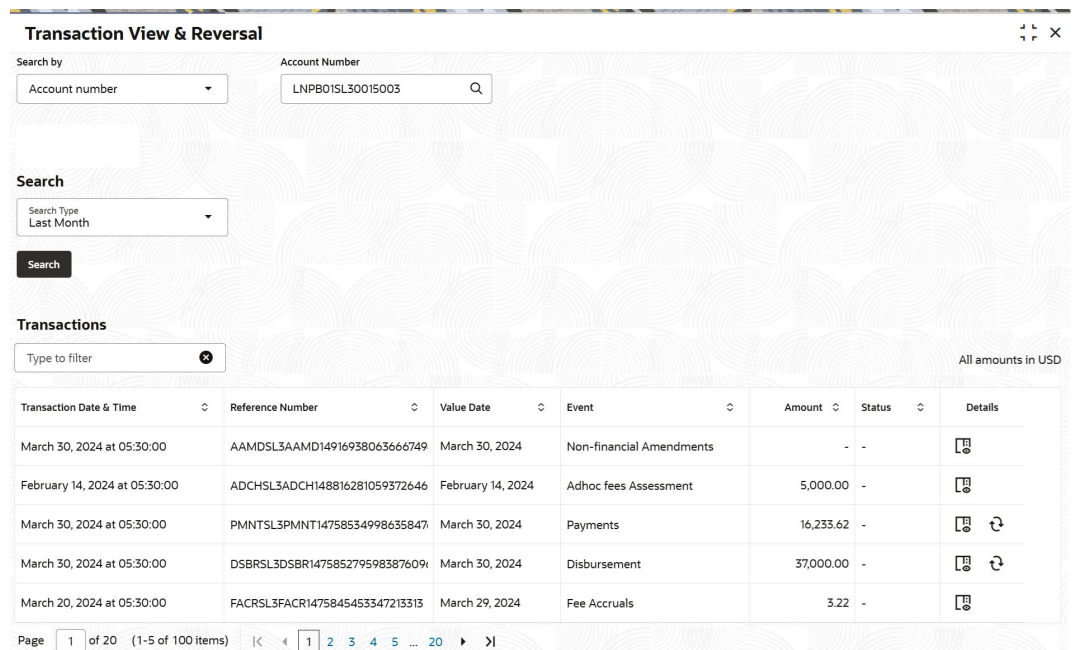 Transaction View & Reversal
Search by
Account Number
Account number
LNPB01SL30015003
Search
Search Type
Last Month
Search
Transactions
Type to filter
All amounts in USD
Transaction Date & Time Reference Number Value Date Event Amount Status Details
March 30, 2024 at 05:30:00 AAMDSL3AAMD14916938063666749 March 30, 2024 Non-financial Amendments - -
February 14, 2024 at 05:30:00 ADCHSL3ADCH148816281059372646 February 14, 2024 Adhoc fees Assessment 5,000.00 -
March 30, 2024 at 05:30:00 PMNTSL3PMNT14758534998635847 March 30, 2024 Payments 16,233.62 -
March 30, 2024 at 05:30:00 DSBRSL3DSBR14758527959838760 March 30, 2024 Disbursement 37,000.00 -
March 20, 2024 at 05:30:00 FACRSL3FACR1475845453347213313 March 29, 2024 Fee Accruals 3.22 -
Page 1 of 20 (1-5 of 100 items) 1 2 3 4 5 ... 20